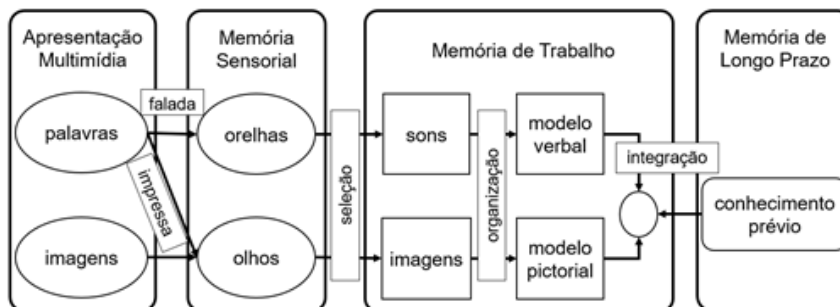 Apresentação
Multimídia
Memória
Sensorial
Memória de Trabalho
Memória de
Longo Prazo
falada
palavras
impressa
imagens
orelhas
olhos
seleção
sons
imagens
organização
modelo
verbal
modelo
pictorial
integração
conhecimento
prévio